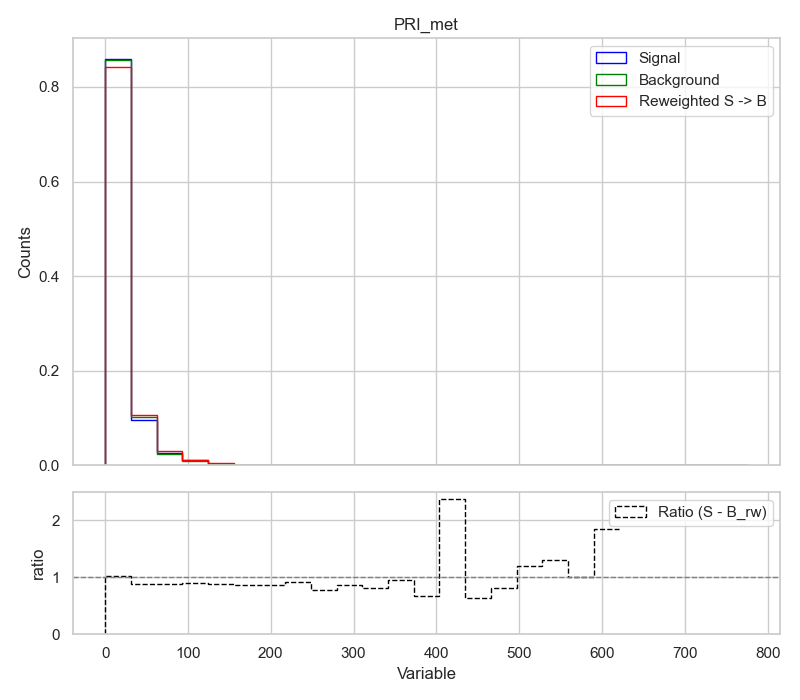 PRI_met
Signal
Background
Reweighted S -> B
Counts
0.8
0.6
0.4
0.2
0.0
Ratio (S - B_rw)
ratio
2
1
0
0 100 200 300 400 500 600 700 800
Variable